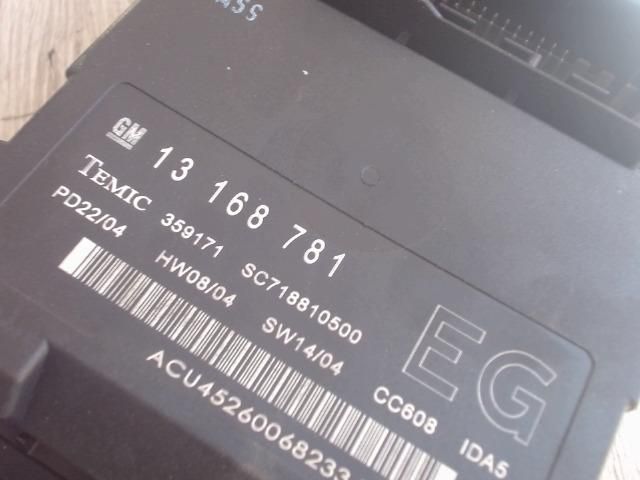 GM 13 168 781
TEMIC 359171 SC718810500
PD22/04 HW08/04 SW14/04 CC608 IDA5
EG
ACU45260068233